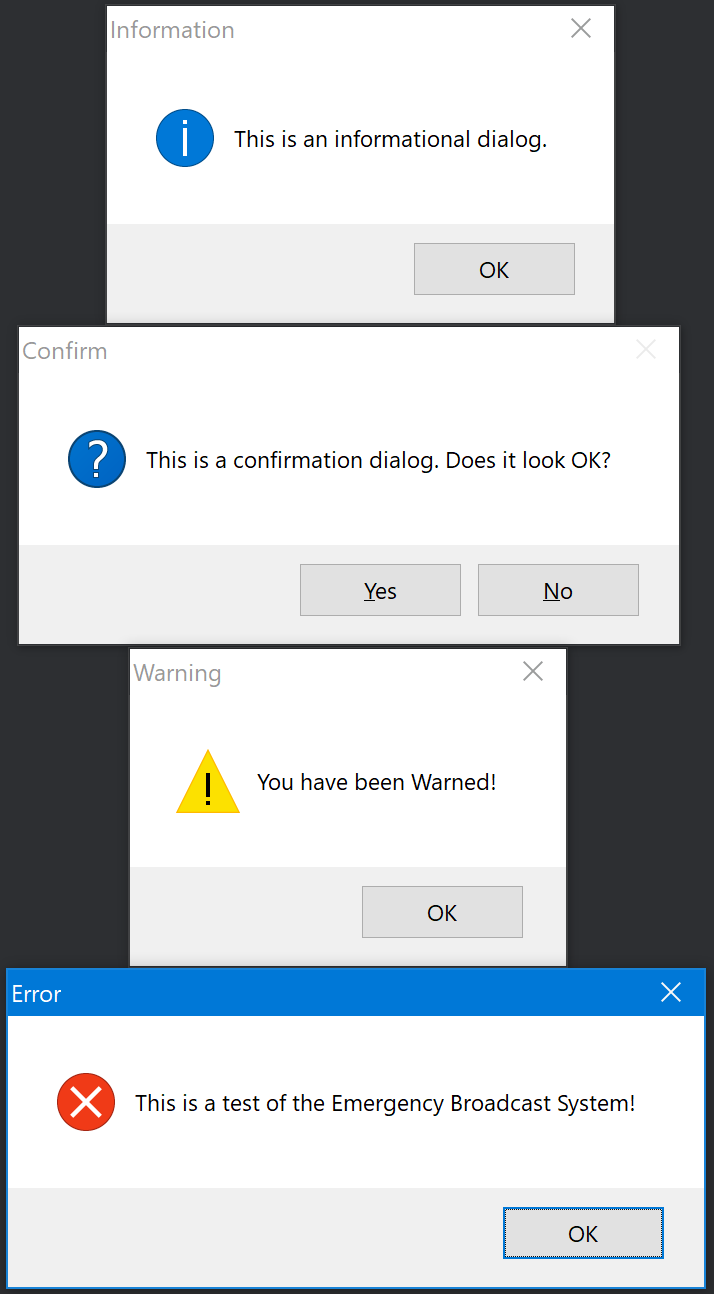 Information
This is an informational dialog.
OK
Confirm
This is a confirmation dialog. Does it look OK?
Yes No
Warning
You have been Warned!
OK
Error
This is a test of the Emergency Broadcast System!
OK